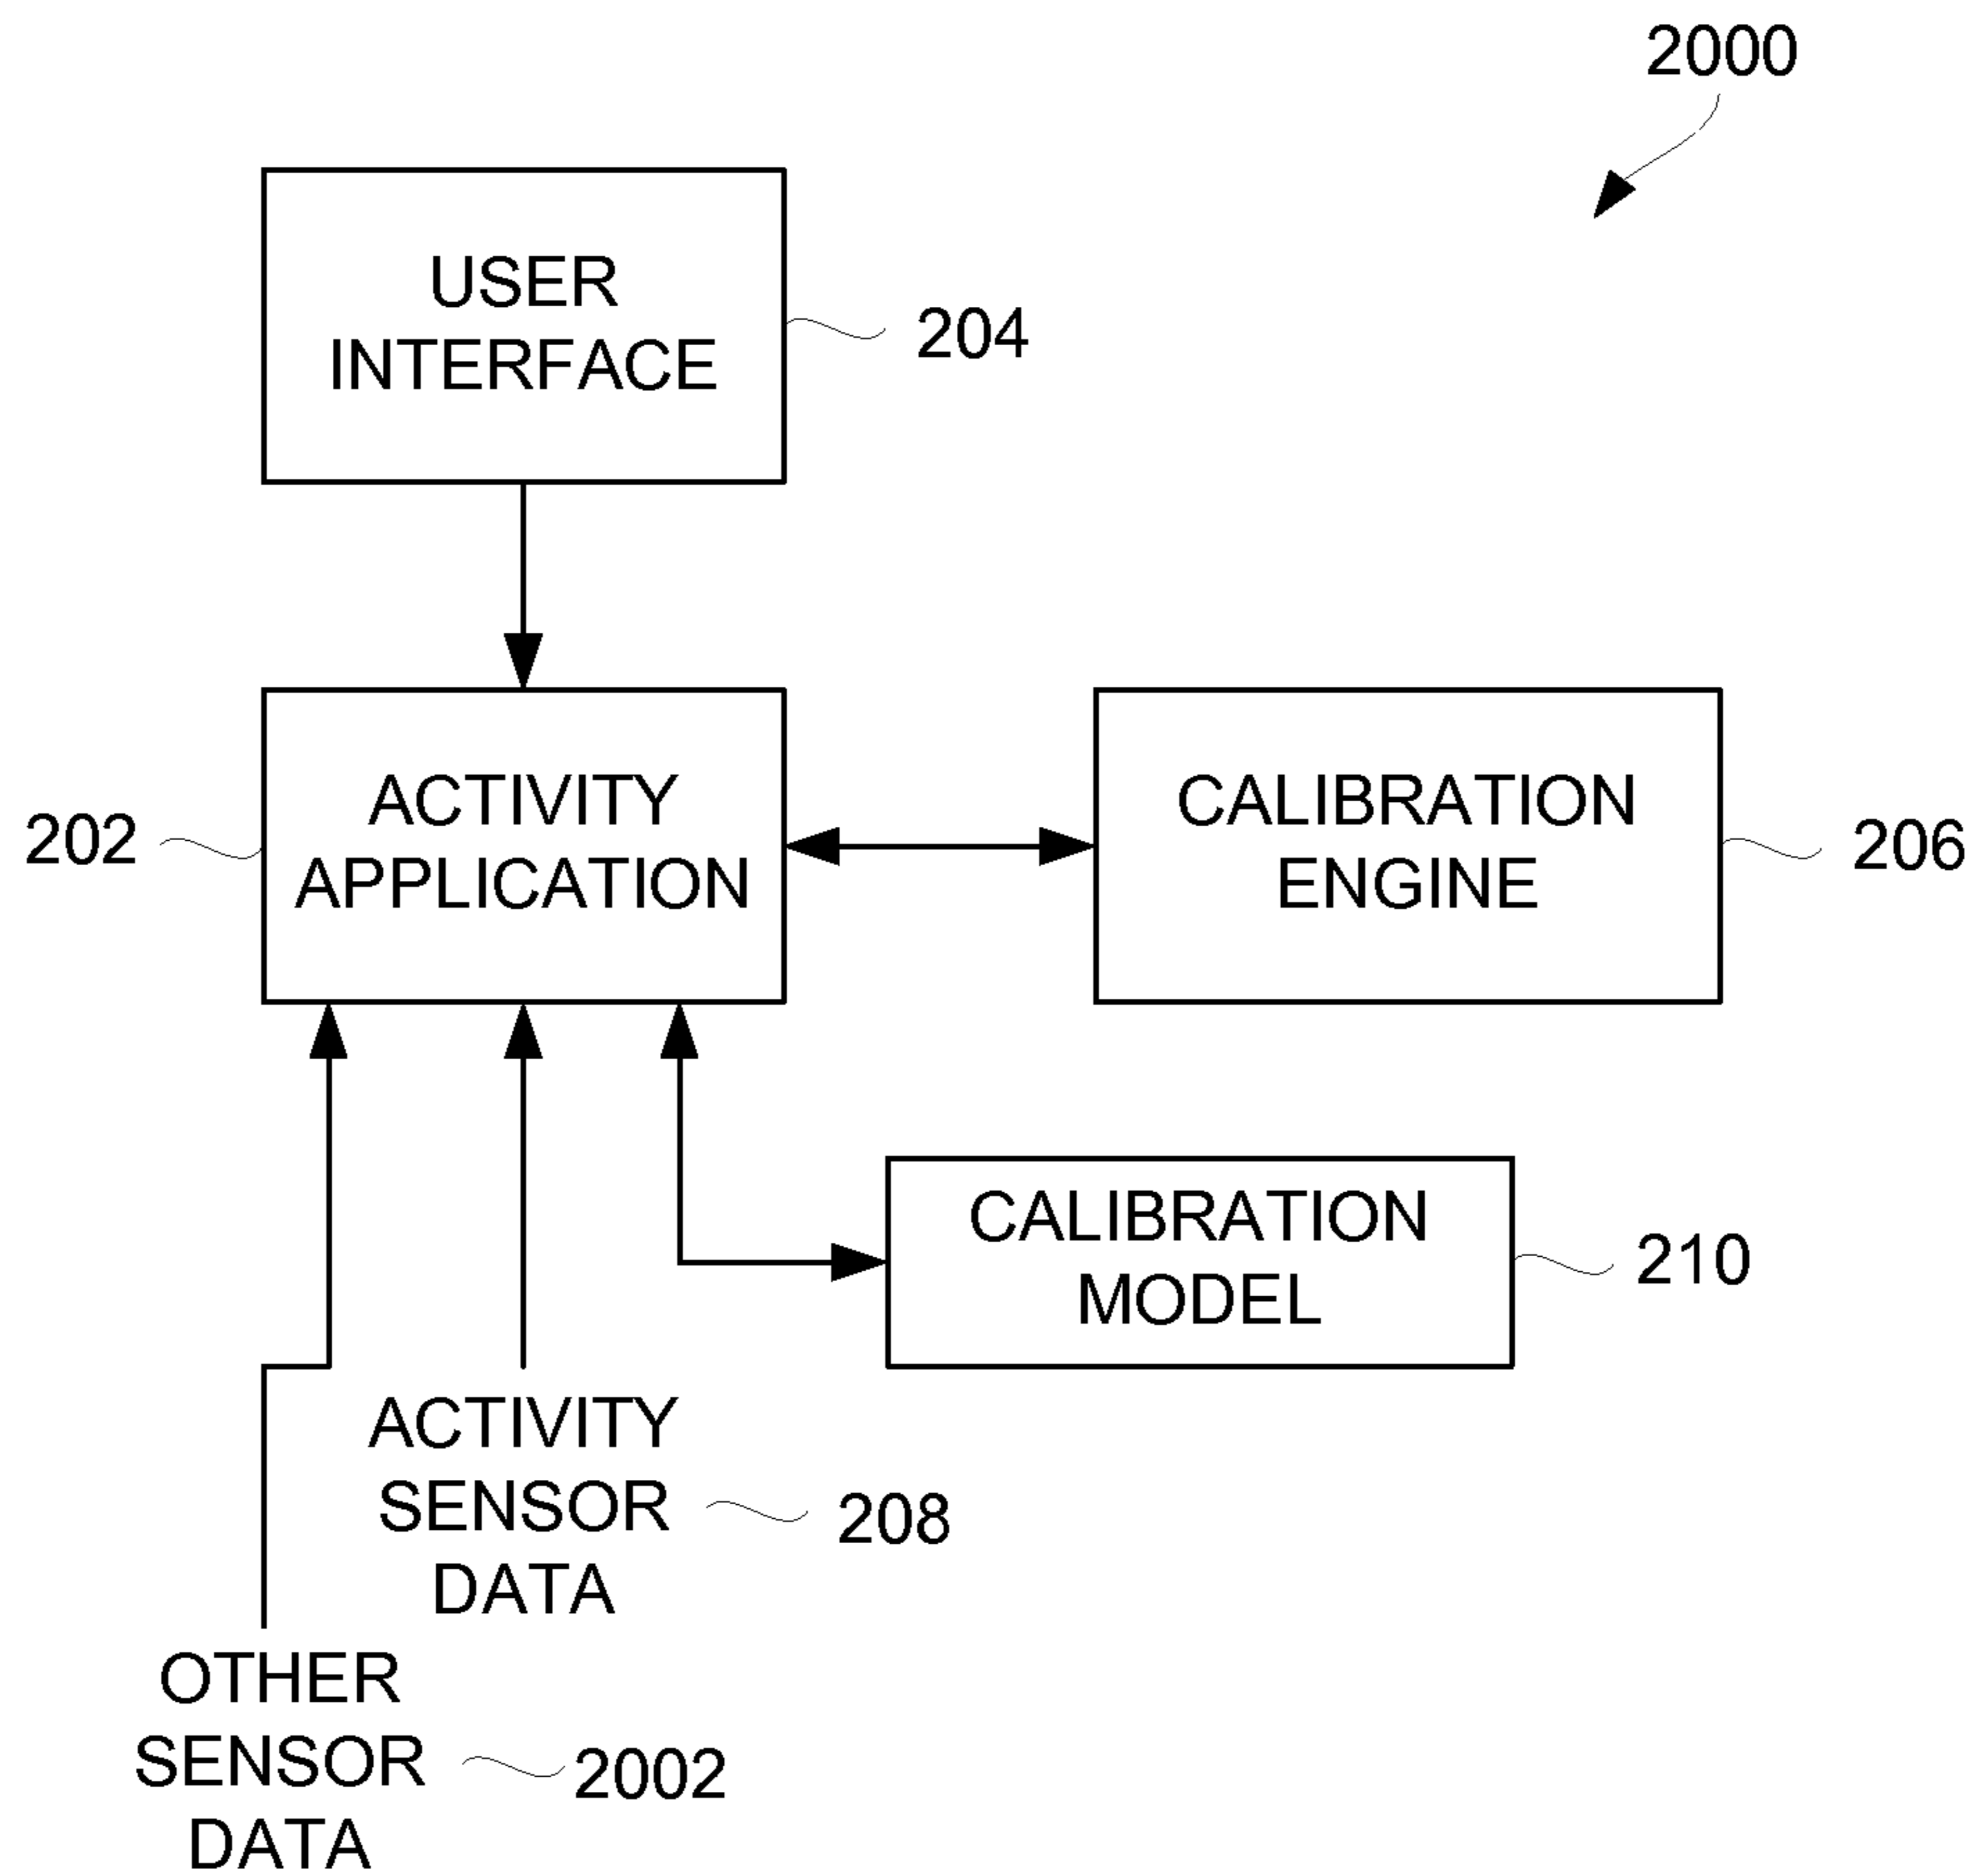 2000
USER
INTERFACE
204
ACTIVITY
APPLICATION
202
CALIBRATION
ENGINE
206
CALIBRATION
MODEL
210
ACTIVITY
SENSOR
DATA
208
OTHER
SENSOR
DATA
2002